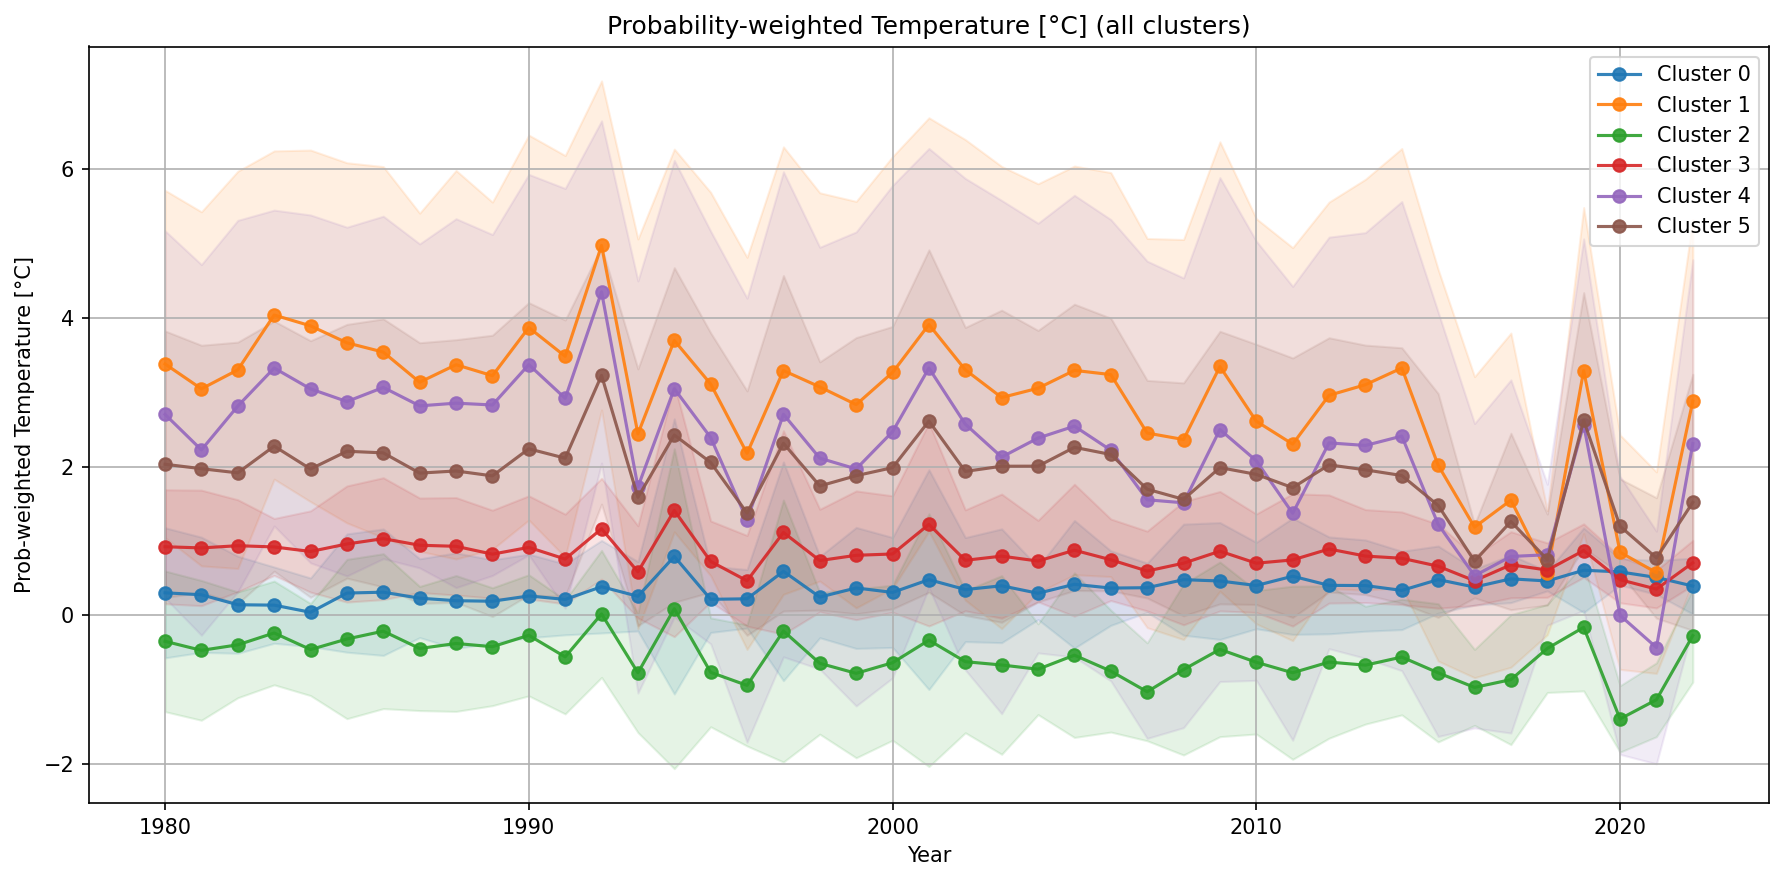 Probability-weighted Temperature [°C] (all clusters)
Prob-weighted Temperature [°C]
6
4
2
0
−2
1980
1990
2000
2010
2020
Year
Cluster 0
Cluster 1
Cluster 2
Cluster 3
Cluster 4
Cluster 5